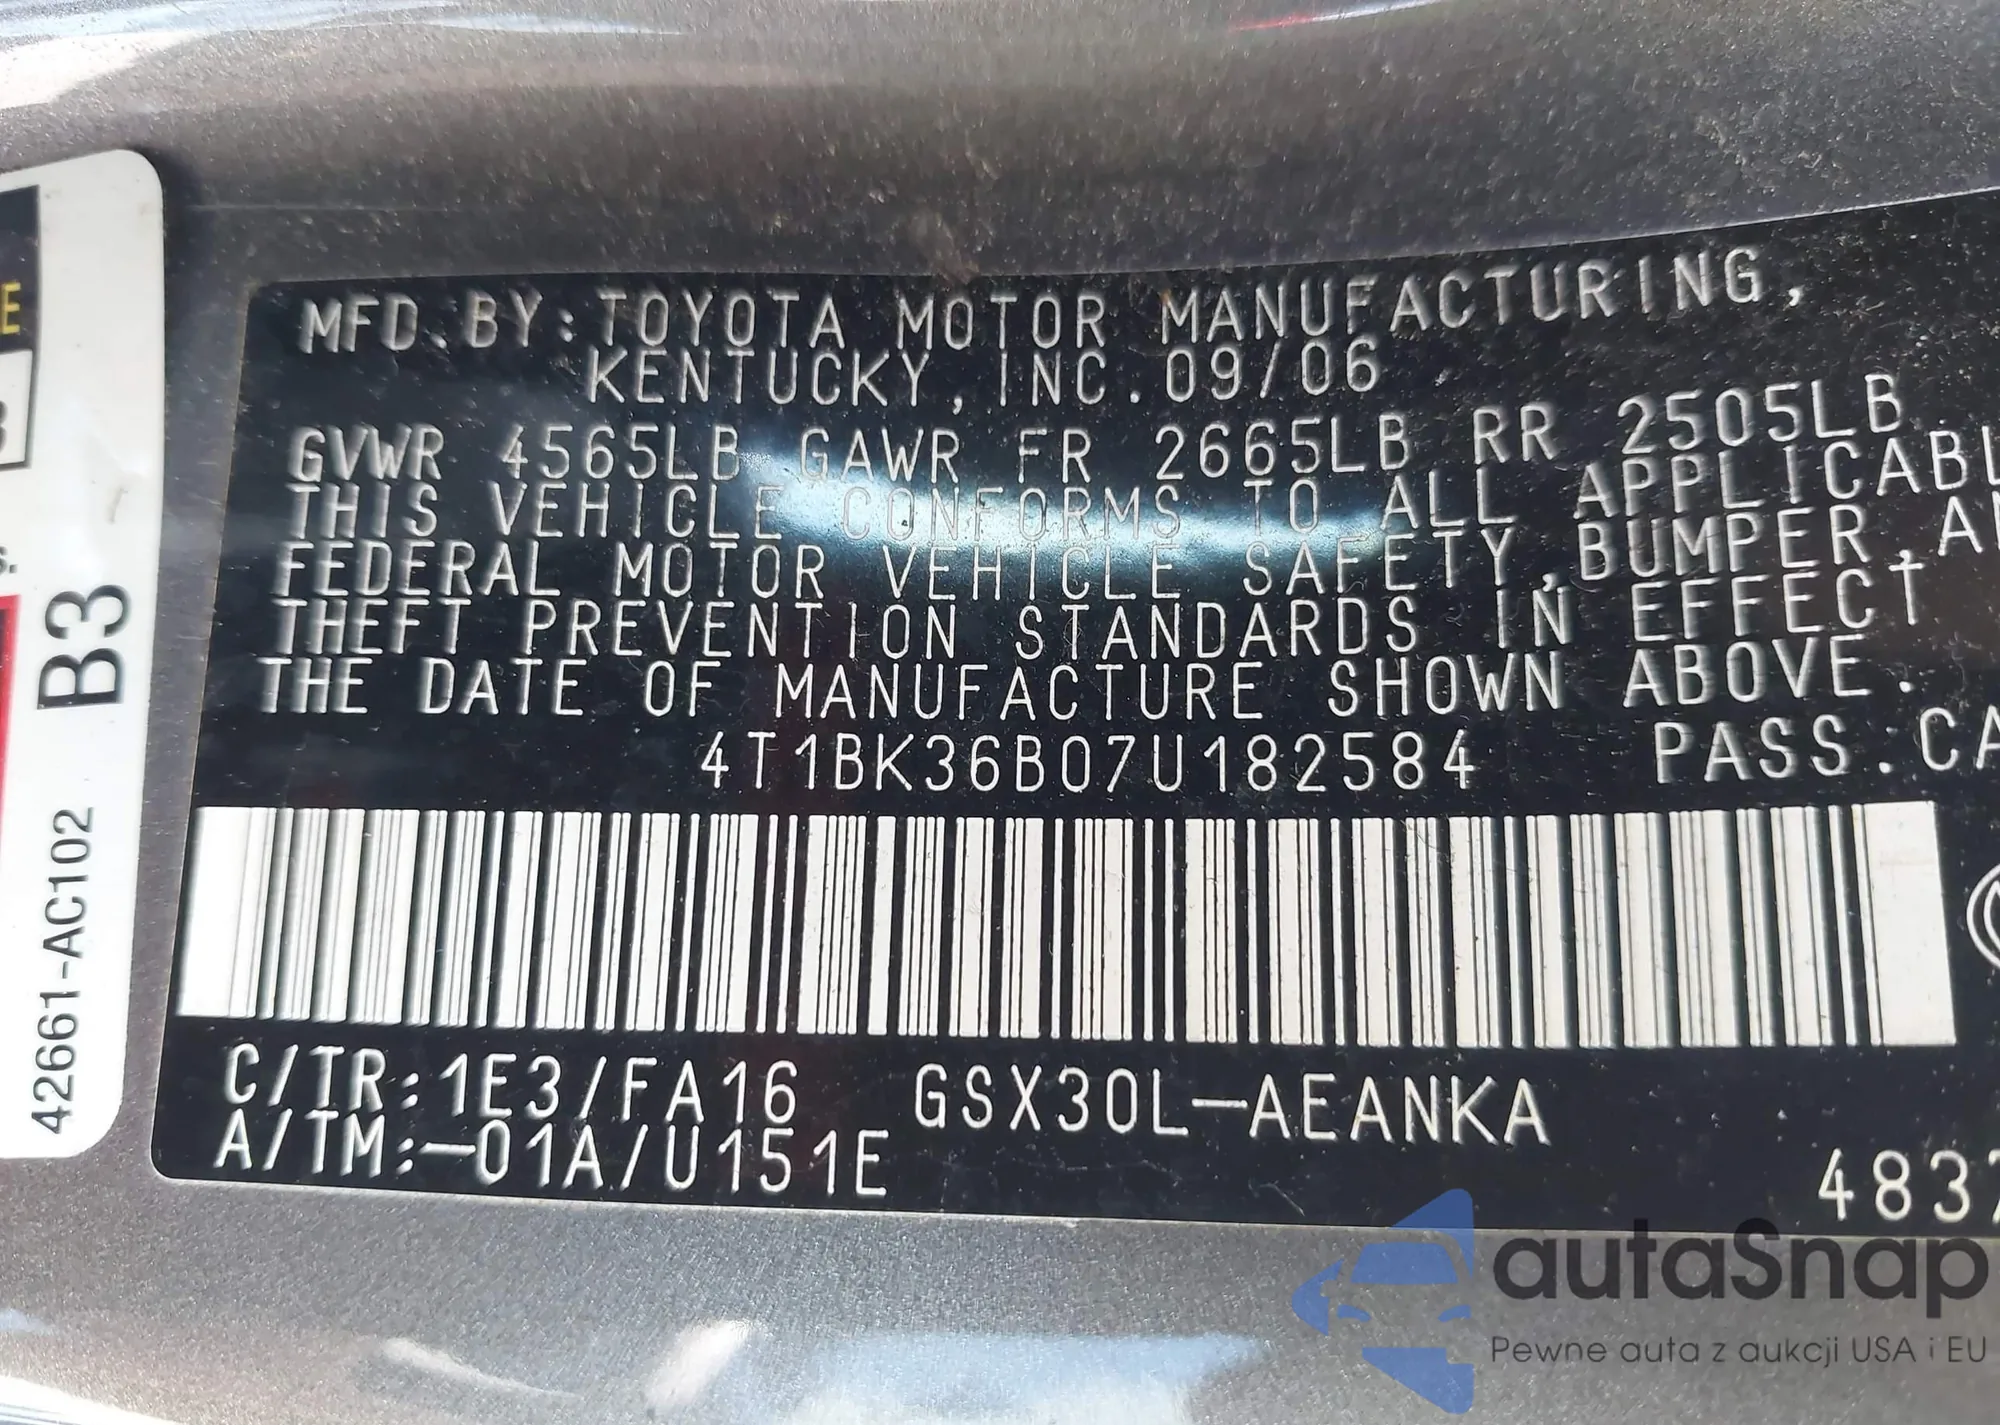 MFD. BY: TOYOTA MOTOR MANUFACTURING,
KENTUCKY, INC. 09/06
GVWR 4565LB GAWR FR 2665LB RR 2505LB
THIS VEHICLE CONFORMS TO ALL APPLICABL
FEDERAL MOTOR VEHICLE SAFETY, BUMPER, AN
THEFT PREVENTION STANDARDS IN EFFECT
THE DATE OF MANUFACTURE SHOWN ABOVE.
4T1BK36B07U182584 PASS. CA
C/TR: 1E3/FA16 GSX30L-AEANKA
A/TM:-01A/U151E
4837
B3
42661-AC102
E
s.
autaSnap
Pewne auta z aukcji USA i EU